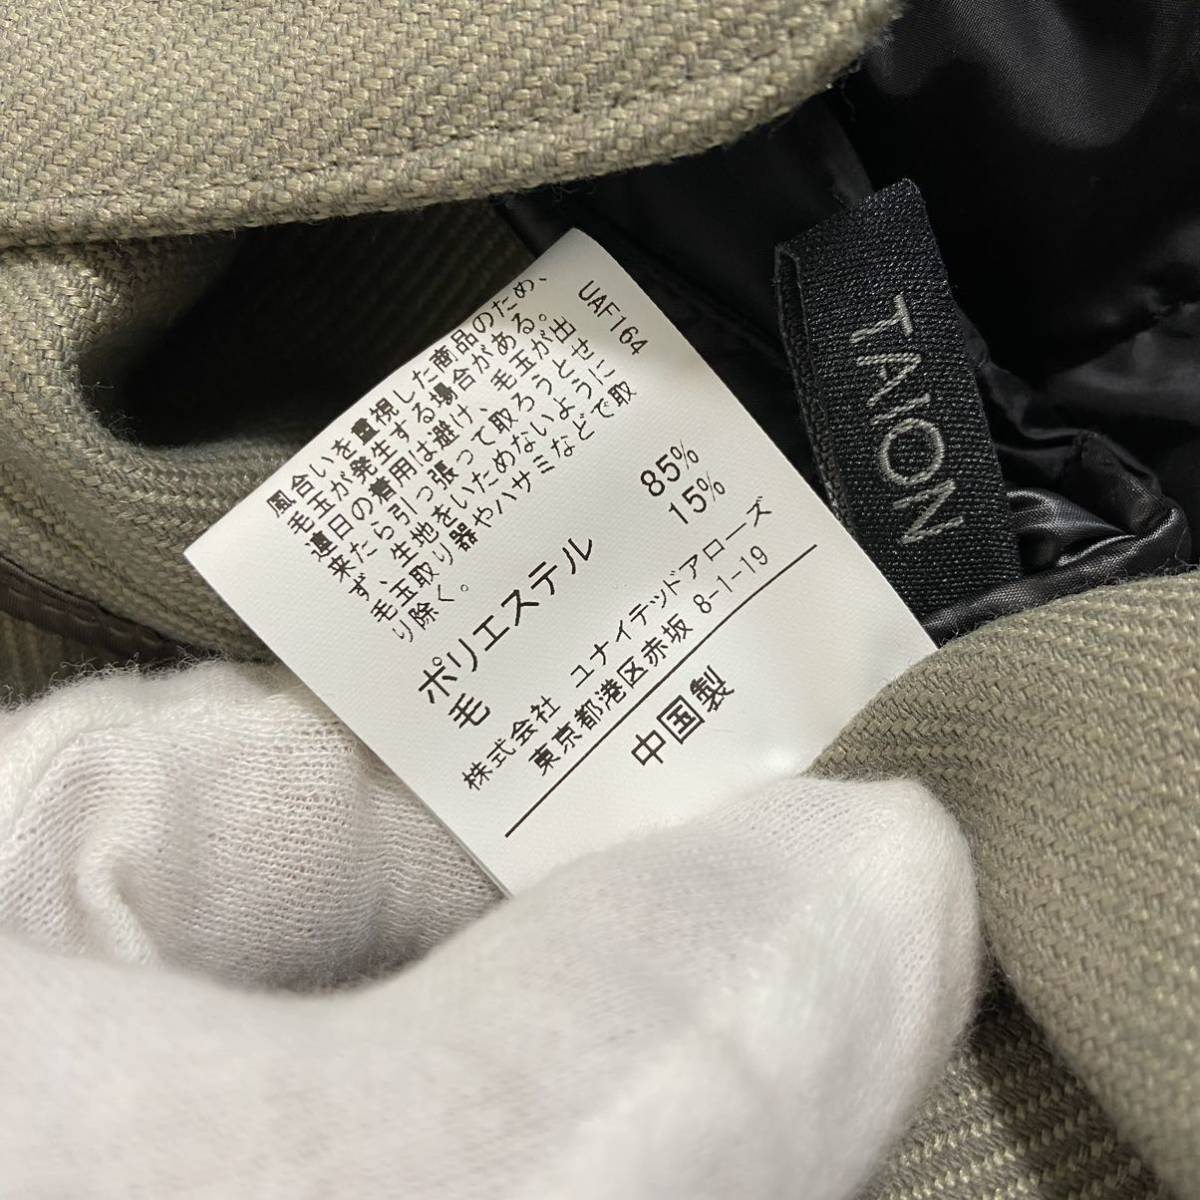 UAF164
風合いを重視した商品のため、
毛玉が発生する場合がある。
連日の着用は避け、毛玉が出
来たら引っ張って取ろうとせ
ず、生地をいためないように
毛玉取り器やハサミなどで取
り除く。
ポリエステル 85%
毛 15%
株式会社 ユナイテッドアローズ
東京都港区赤坂 8-1-19
中国製
TAION